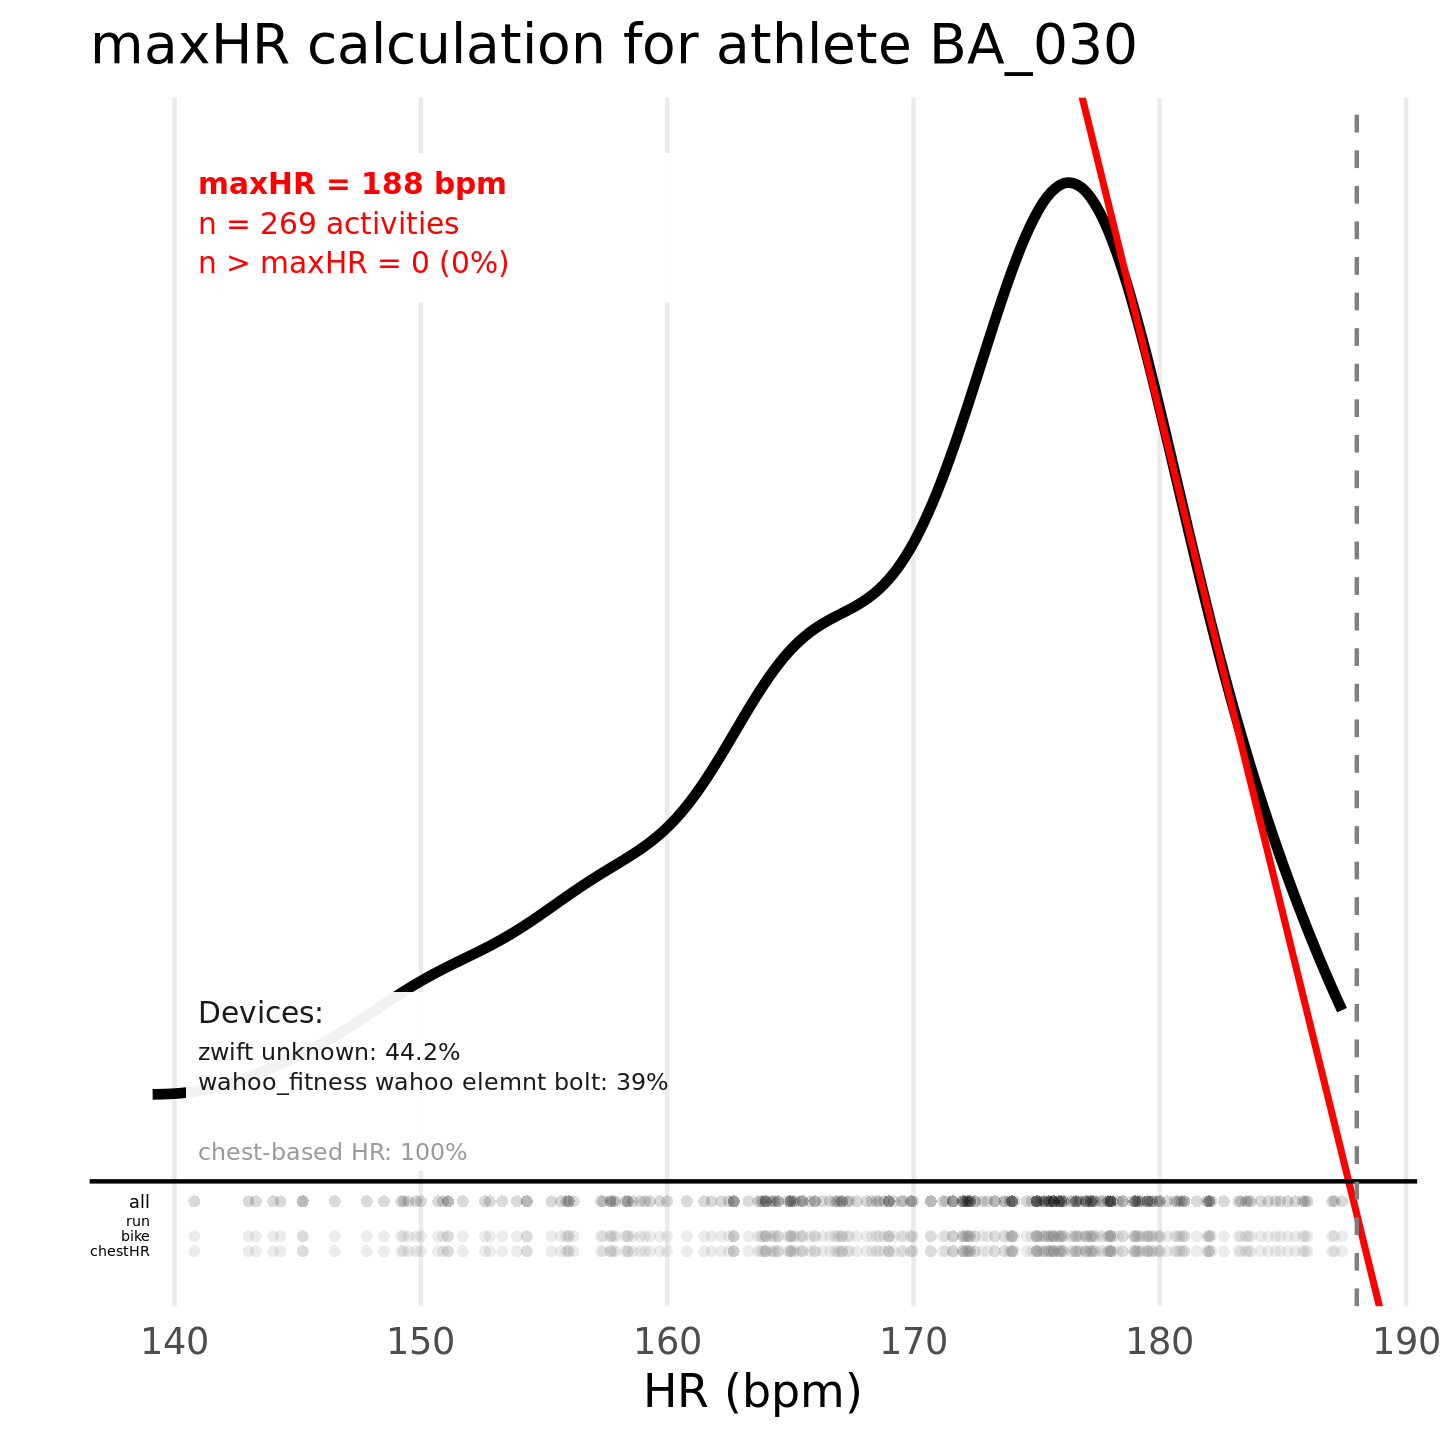 maxHR calculation for athlete BA_030
maxHR = 188 bpm
n = 269 activities
n > maxHR = 0 (0%)
Devices:
zwift unknown: 44.2%
wahoo_fitness wahoo elemnt bolt: 39%
chest-based HR: 100%
all
run
bike
chestHR
140 150 160 170 180 190
HR (bpm)